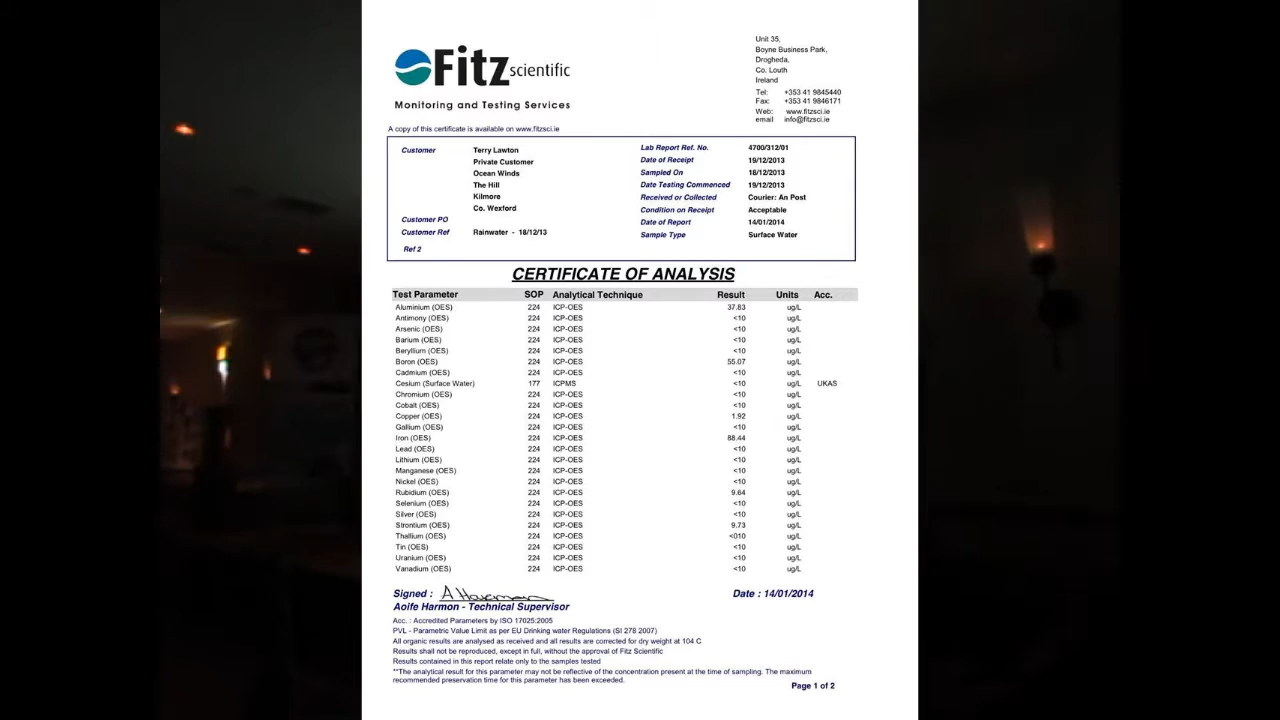 Fitz scientific
Monitoring and Testing Services
Unit 35,
Boyne Business Park,
Drogheda,
Co. Louth
Ireland
Tel: +353 41 9845440
Fax: +353 41 9846171
Web: www.fitzsci.ie
email info@fitzsci.ie
A copy of this certificate is available on www.fitzsci.ie
Customer Terry Lawton
Private Customer
Ocean Winds
The Hill
Kilmore
Co. Wexford
Customer PO
Customer Ref Rainwater - 18/12/13
Ref 2
Lab Report Ref. No. 4700/312/01
Date of Receipt 19/12/2013
Sampled On 18/12/2013
Date Testing Commenced 19/12/2013
Received or Collected Courier: An Post
Condition on Receipt Acceptable
Date of Report 14/01/2014
Sample Type Surface Water
CERTIFICATE OF ANALYSIS
Test Parameter SOP Analytical Technique Result Units Acc.
Aluminium (OES) 224 ICP-OES 37.83 ug/L
Antimony (OES) 224 ICP-OES <10 ug/L
Arsenic (OES) 224 ICP-OES <10 ug/L
Barium (OES) 224 ICP-OES <10 ug/L
Beryllium (OES) 224 ICP-OES <10 ug/L
Boron (OES) 224 ICP-OES 55.07 ug/L
Cadmium (OES) 224 ICP-OES <10 ug/L
Cesium (Surface Water) 177 ICPMS <10 ug/L UKAS
Chromium (OES) 224 ICP-OES <10 ug/L
Cobalt (OES) 224 ICP-OES <10 ug/L
Copper (OES) 224 ICP-OES 1.92 ug/L
Gallium (OES) 224 ICP-OES <10 ug/L
Iron (OES) 224 ICP-OES 88.44 ug/L
Lead (OES) 224 ICP-OES <10 ug/L
Lithium (OES) 224 ICP-OES <10 ug/L
Manganese (OES) 224 ICP-OES <10 ug/L
Nickel (OES) 224 ICP-OES <10 ug/L
Rubidium (OES) 224 ICP-OES 9.64 ug/L
Selenium (OES) 224 ICP-OES <10 ug/L
Silver (OES) 224 ICP-OES <10 ug/L
Strontium (OES) 224 ICP-OES 9.73 ug/L
Thallium (OES) 224 ICP-OES <010 ug/L
Tin (OES) 224 ICP-OES <10 ug/L
Uranium (OES) 224 ICP-OES <10 ug/L
Vanadium (OES) 224 ICP-OES <10 ug/L
Signed : A Harmon Date : 14/01/2014
Aoife Harmon - Technical Supervisor
Acc. : Accredited Parameters by ISO 17025:2005
PVL - Parametric Value Limit as per EU Drinking water Regulations (SI 278 2007)
All organic results are analysed as received and all results are corrected for dry weight at 104 C
Results shall not be reproduced, except in full, without the approval of Fitz Scientific
Results contained in this report relate only to the samples tested
**The analytical result for this parameter may not be reflective of the concentration present at the time of sampling. The maximum
recommended preservation time for this parameter has been exceeded.
Page 1 of 2